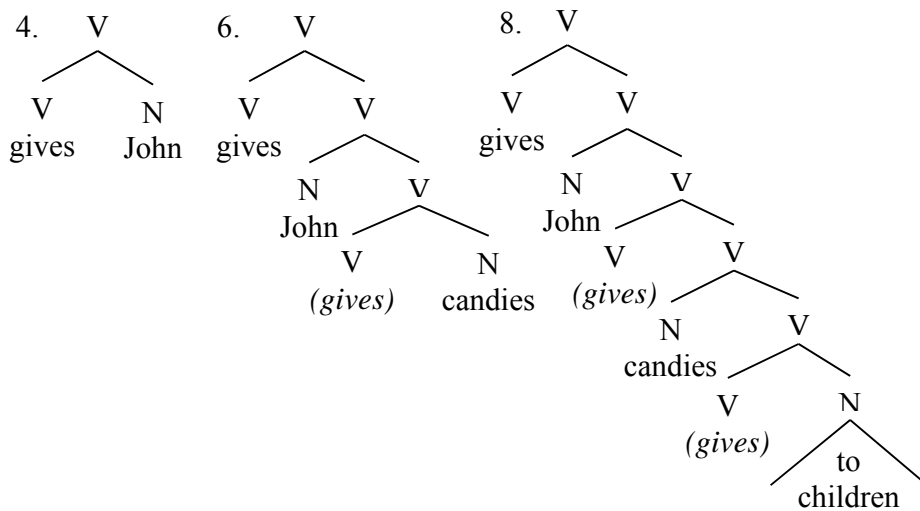 4. V 6. V 8. V
V N V V V V
gives John gives gives
N V N V
John John
V N V V
(gives) candies (gives)
N V
candies
V N
(gives) to
children